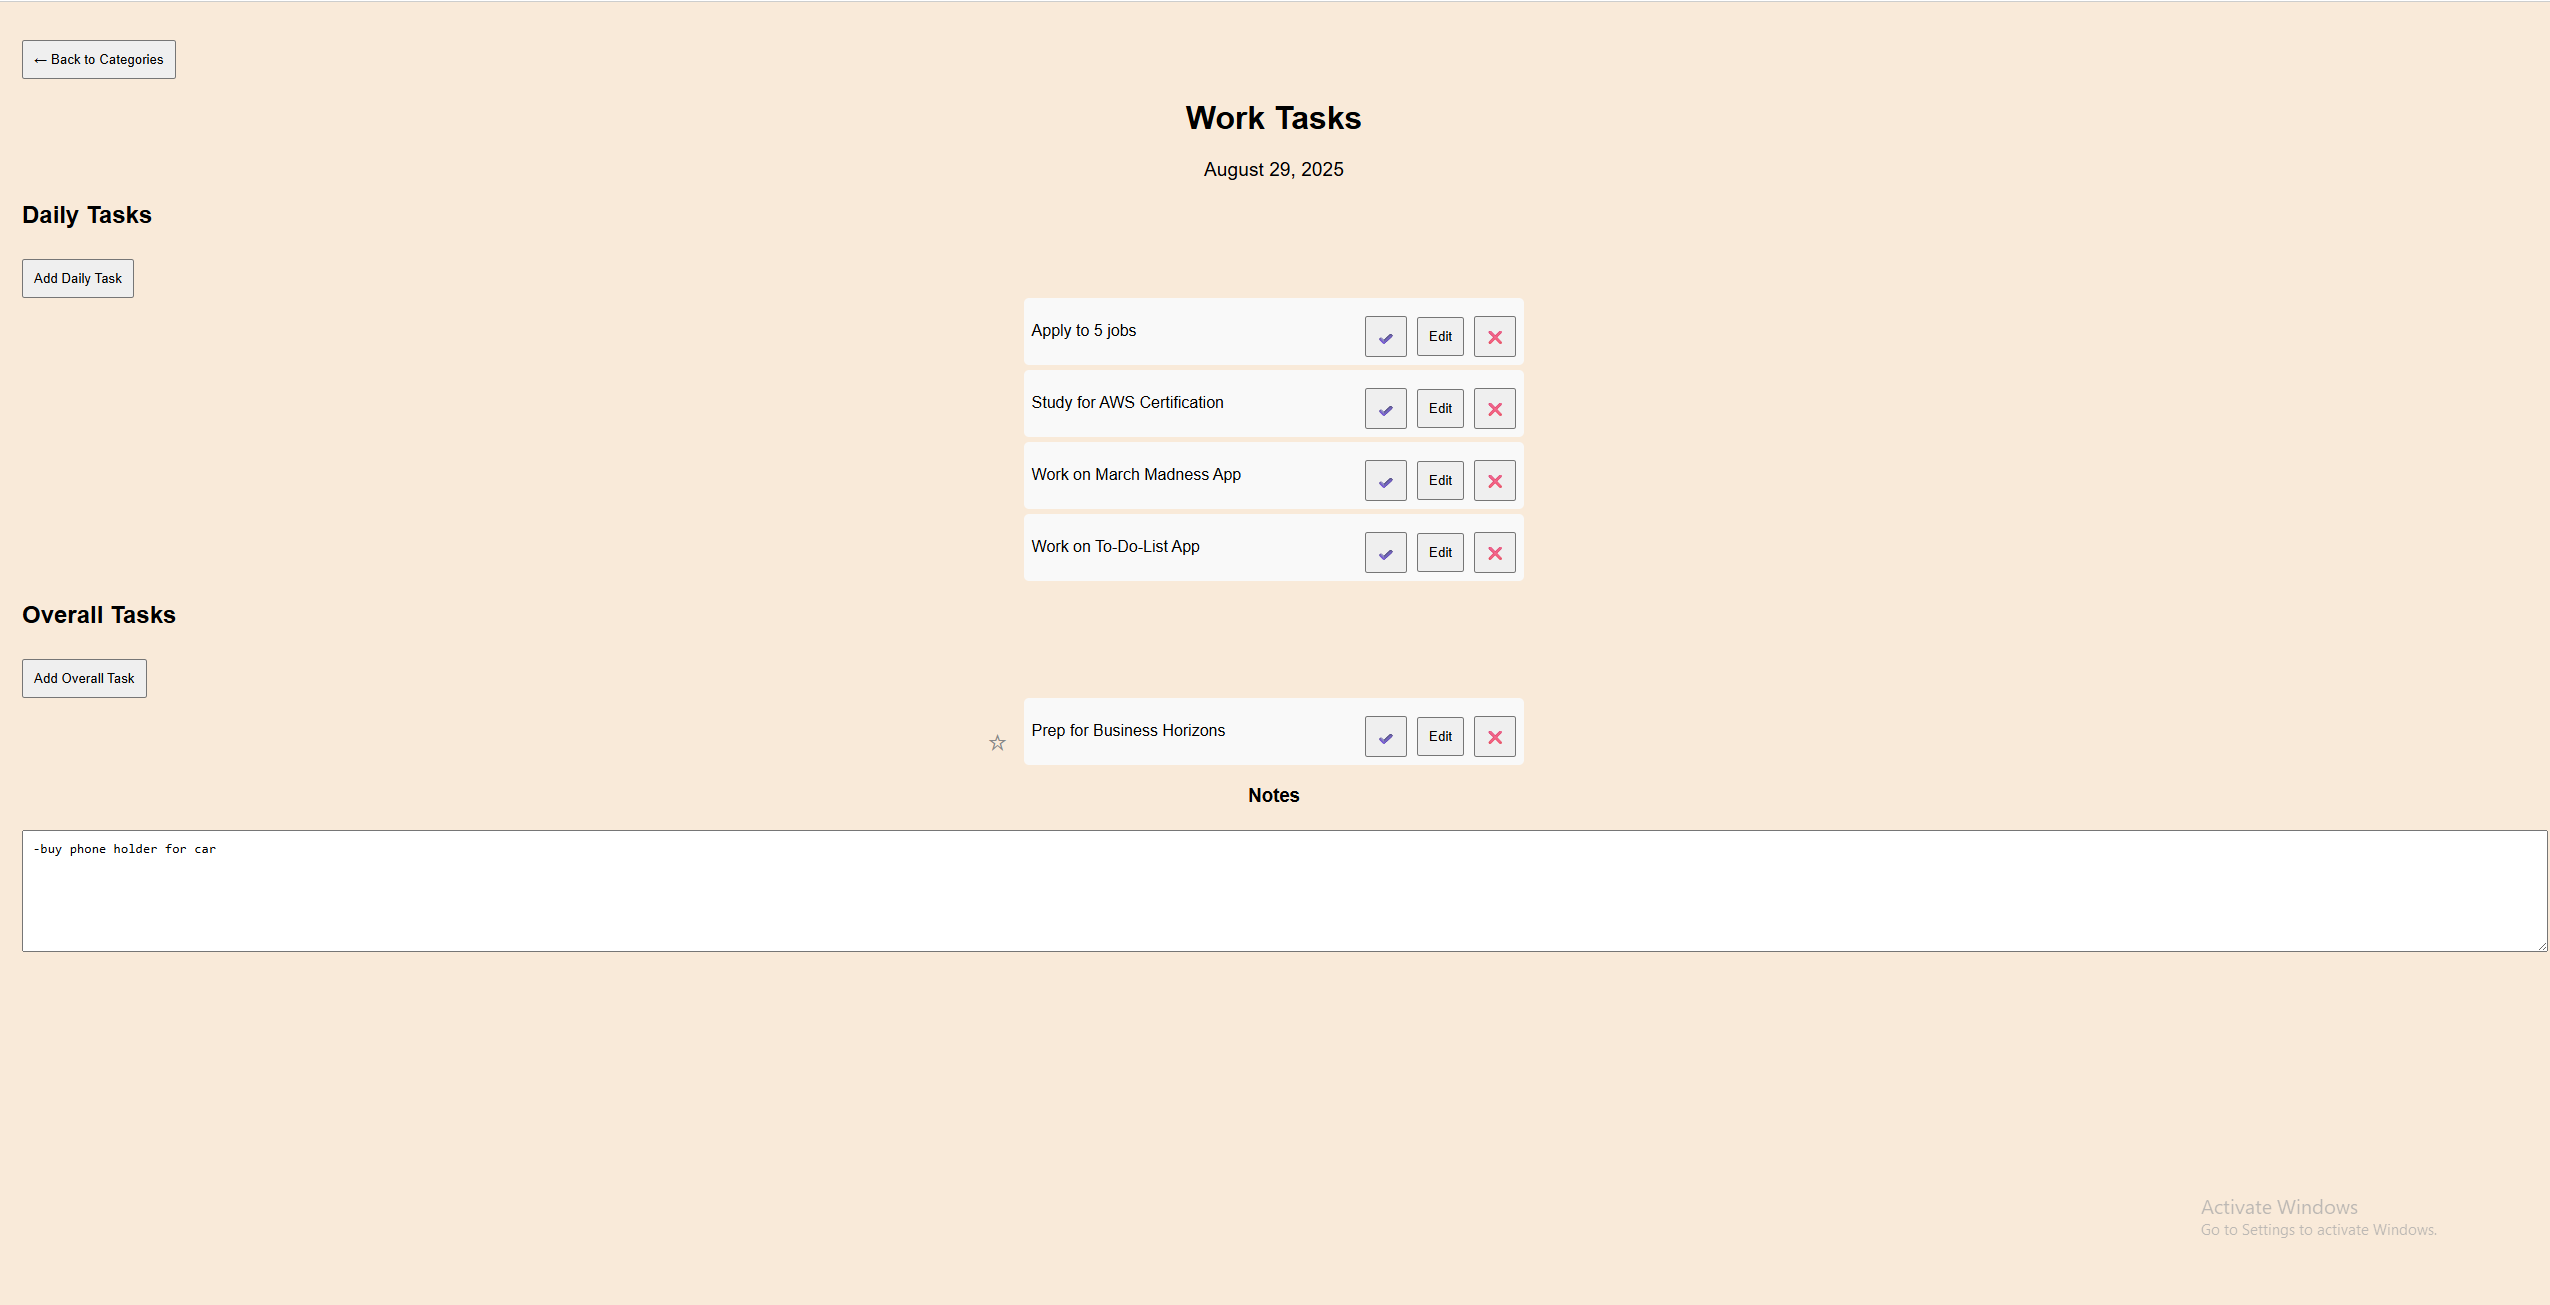 ← Back to Categories
Work Tasks
August 29, 2025
Daily Tasks
Add Daily Task
Apply to 5 jobs
Edit
Study for AWS Certification
Edit
Work on March Madness App
Edit
Work on To-Do-List App
Edit
Overall Tasks
Add Overall Task
Prep for Business Horizons
Edit
Notes
-buy phone holder for car
Activate Windows
Go to Settings to activate Windows.